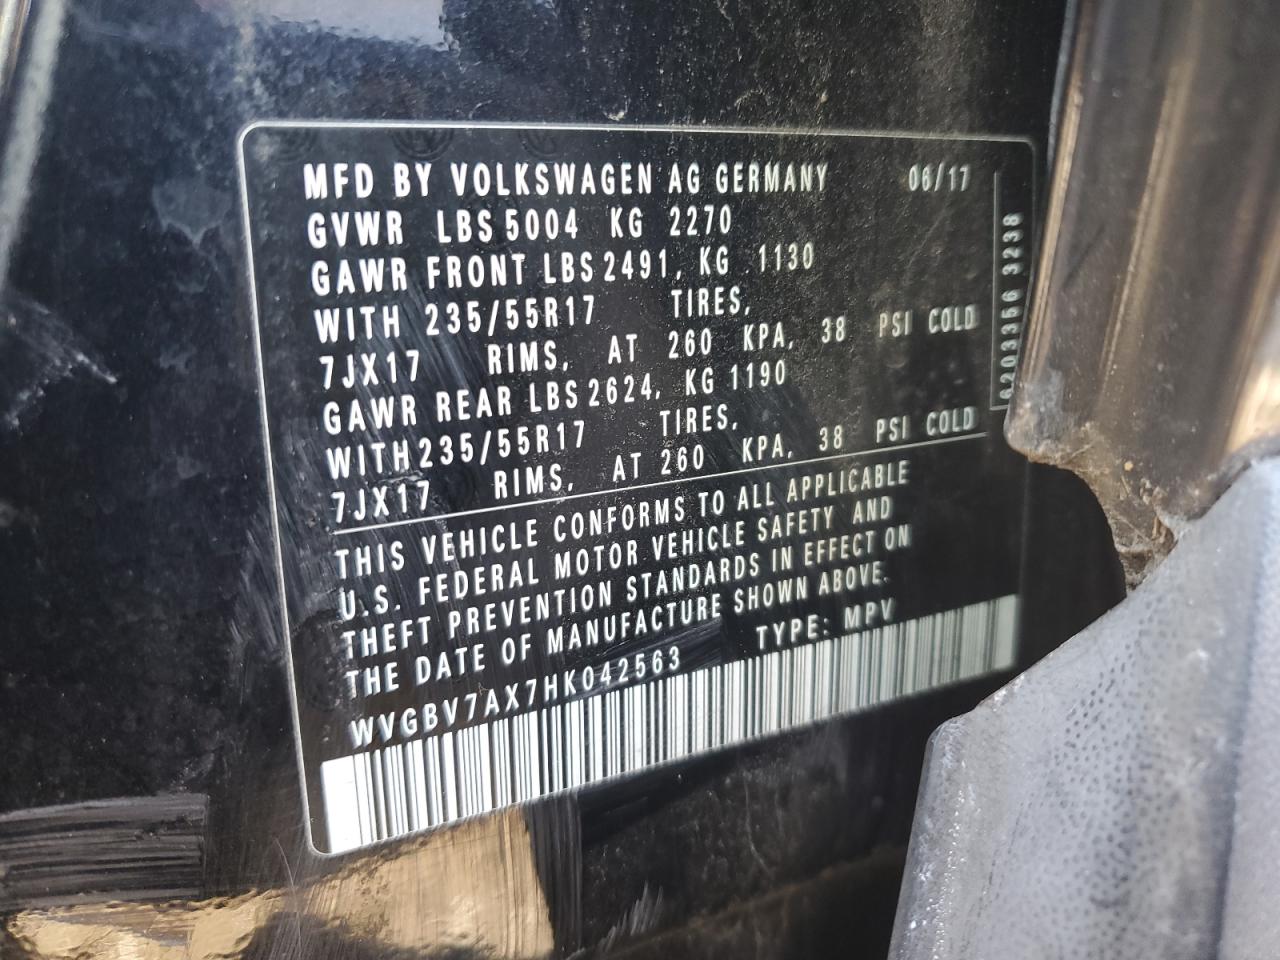 MFD BY VOLKSWAGEN AG GERMANY 06/17
GVWR LBS 5004 KG 2270
GAWR FRONT LBS 2491, KG 1130
WITH 235/55R17 TIRES,
7JX17 RIMS, AT 260 KPA, 38 PSI COLD
GAWR REAR LBS 2624, KG 1190
WITH 235/55R17 TIRES,
7JX17 RIMS, AT 260 KPA, 38 PSI COLD
THIS VEHICLE CONFORMS TO ALL APPLICABLE
U.S. FEDERAL MOTOR VEHICLE SAFETY AND
THEFT PREVENTION STANDARDS IN EFFECT ON
THE DATE OF MANUFACTURE SHOWN ABOVE.
WVGBV7AX7HK042563 TYPE: MPV
3238